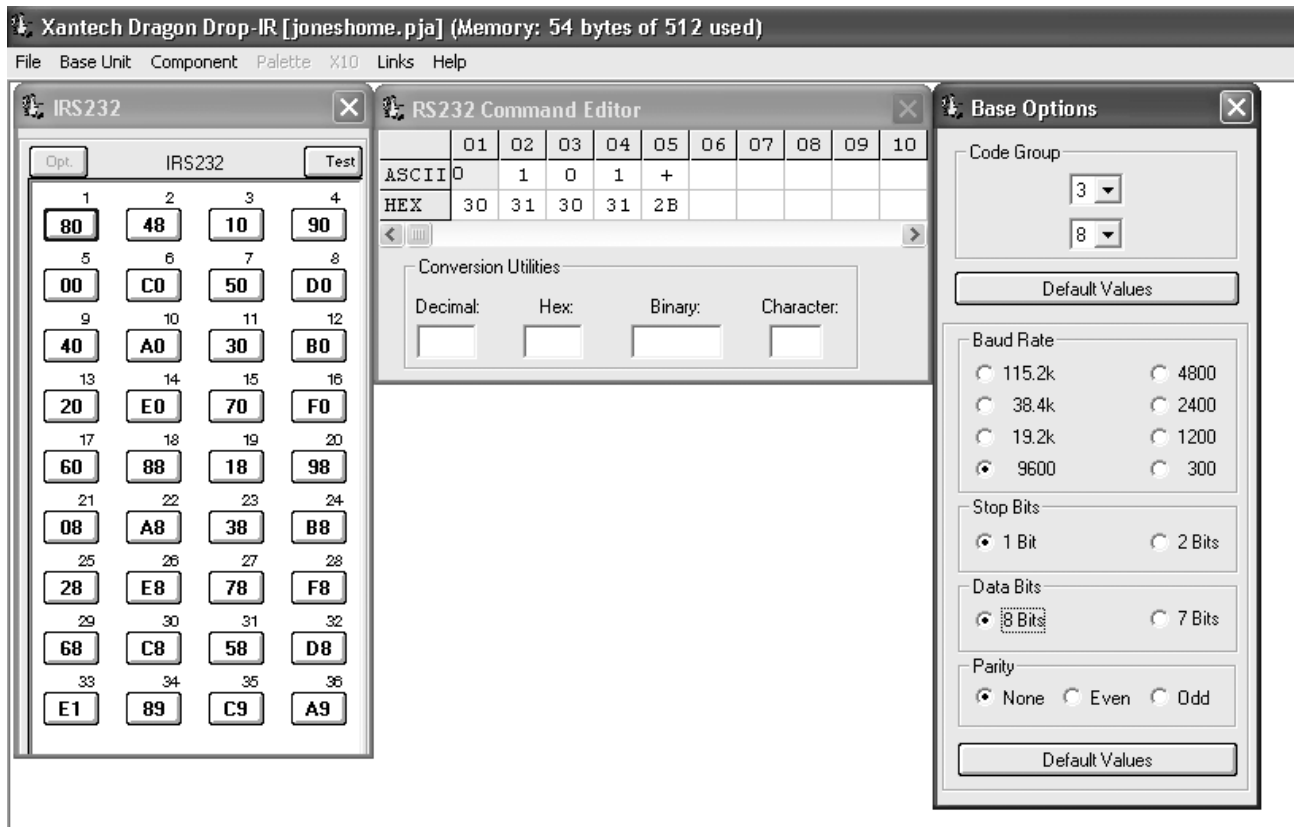 Xantech Dragon Drop-IR [joneshome.pja] (Memory: 54 bytes of 512 used)
File Base Unit Component Palette X10 Links Help
IRS232
Opt. IRS232 Test
1 2 3 4
80 48 10 90
5 6 7 8
00 C0 50 D0
9 10 11 12
40 A0 30 B0
13 14 15 16
20 E0 70 F0
17 18 19 20
60 88 18 98
21 22 23 24
08 A8 38 B8
25 26 27 28
28 E8 78 F8
29 30 31 32
68 C8 58 D8
33 34 35 36
E1 89 C9 A9
RS232 Command Editor
01 02 03 04 05 06 07 08 09 10
ASCII 0 1 0 1 +
HEX 30 31 30 31 2B
Conversion Utilities
Decimal: Hex: Binary: Character:
Base Options
Code Group
3
8
Default Values
Baud Rate
115.2k 4800
38.4k 2400
19.2k 1200
9600 300
Stop Bits
1 Bit 2 Bits
Data Bits
8 Bits 7 Bits
Parity
None Even Odd
Default Values